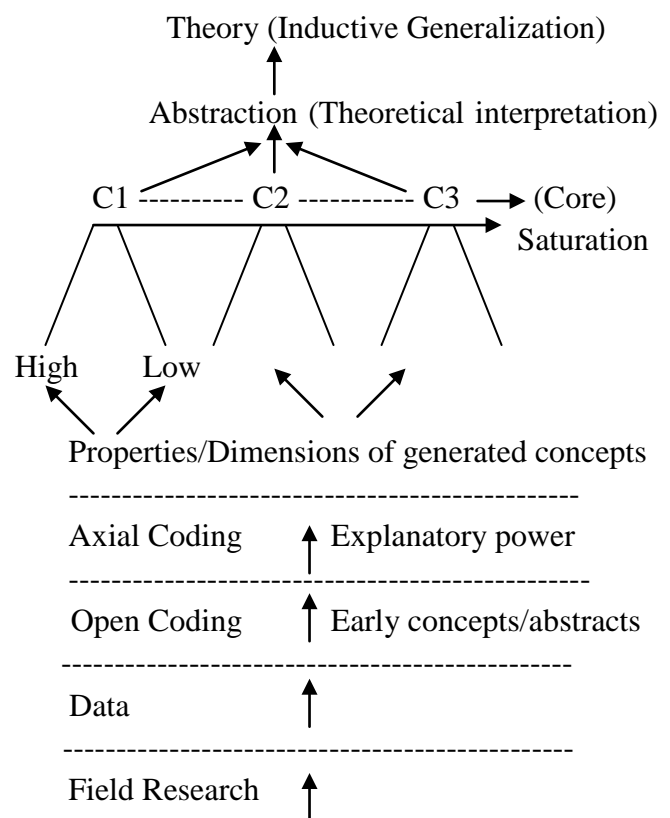 Theory (Inductive Generalization)
Abstraction (Theoretical interpretation)
C1 ---------- C2 ---------- C3 (Core)
Saturation
High Low
Properties/Dimensions of generated concepts
Axial Coding Explanatory power
Open Coding Early concepts/abstracts
Data
Field Research